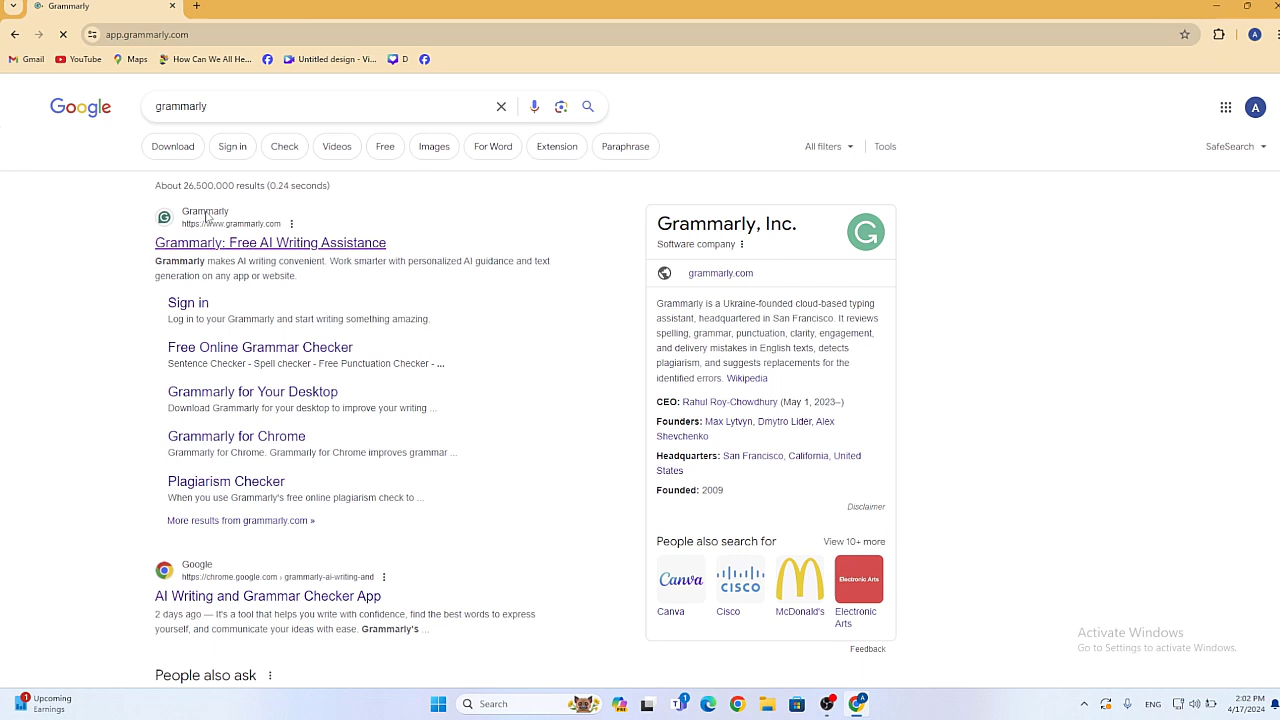 Grammarly
app.grammarly.com
Gmail
YouTube
Maps
How Can We All He...
Untitled design - Vi...
D
A
Google
grammarly
A
Download
Sign in
Check
Videos
Free
Images
For Word
Extension
Paraphrase
All filters
Tools
SafeSearch
About 26,500,000 results (0.24 seconds)
Grammarly
https://www.grammarly.com
Grammarly: Free AI Writing Assistance
Grammarly makes AI writing convenient. Work smarter with personalized AI guidance and text
generation on any app or website.
Sign in
Log in to your Grammarly and start writing something amazing.
Free Online Grammar Checker
Sentence Checker - Spell checker - Free Punctuation Checker - ...
Grammarly for Your Desktop
Download Grammarly for your desktop to improve your writing ...
Grammarly for Chrome
Grammarly for Chrome. Grammarly for Chrome improves grammar ...
Plagiarism Checker
When you use Grammarly's free online plagiarism check to ...
More results from grammarly.com »
Google
https://chrome.google.com › grammarly-ai-writing-and
AI Writing and Grammar Checker App
2 days ago — It's a tool that helps you write with confidence, find the best words to express
yourself, and communicate your ideas with ease. Grammarly's ...
People also ask
Grammarly, Inc.
Software company
grammarly.com
Grammarly is a Ukraine-founded cloud-based typing
assistant, headquartered in San Francisco. It reviews
spelling, grammar, punctuation, clarity, engagement,
and delivery mistakes in English texts, detects
plagiarism, and suggests replacements for the
identified errors. Wikipedia
CEO: Rahul Roy-Chowdhury (May 1, 2023–)
Founders: Max Lytvyn, Dmytro Lider, Alex
Shevchenko
Headquarters: San Francisco, California, United
States
Founded: 2009
Disclaimer
People also search for
View 10+ more
Canva
CISCO
Electronic Arts
Canva
Cisco
McDonald's
Electronic
Arts
Feedback
Activate Windows
Go to Settings to activate Windows.
1
Upcoming
Earnings
Search
1
A
ENG
2:02 PM
4/17/2024